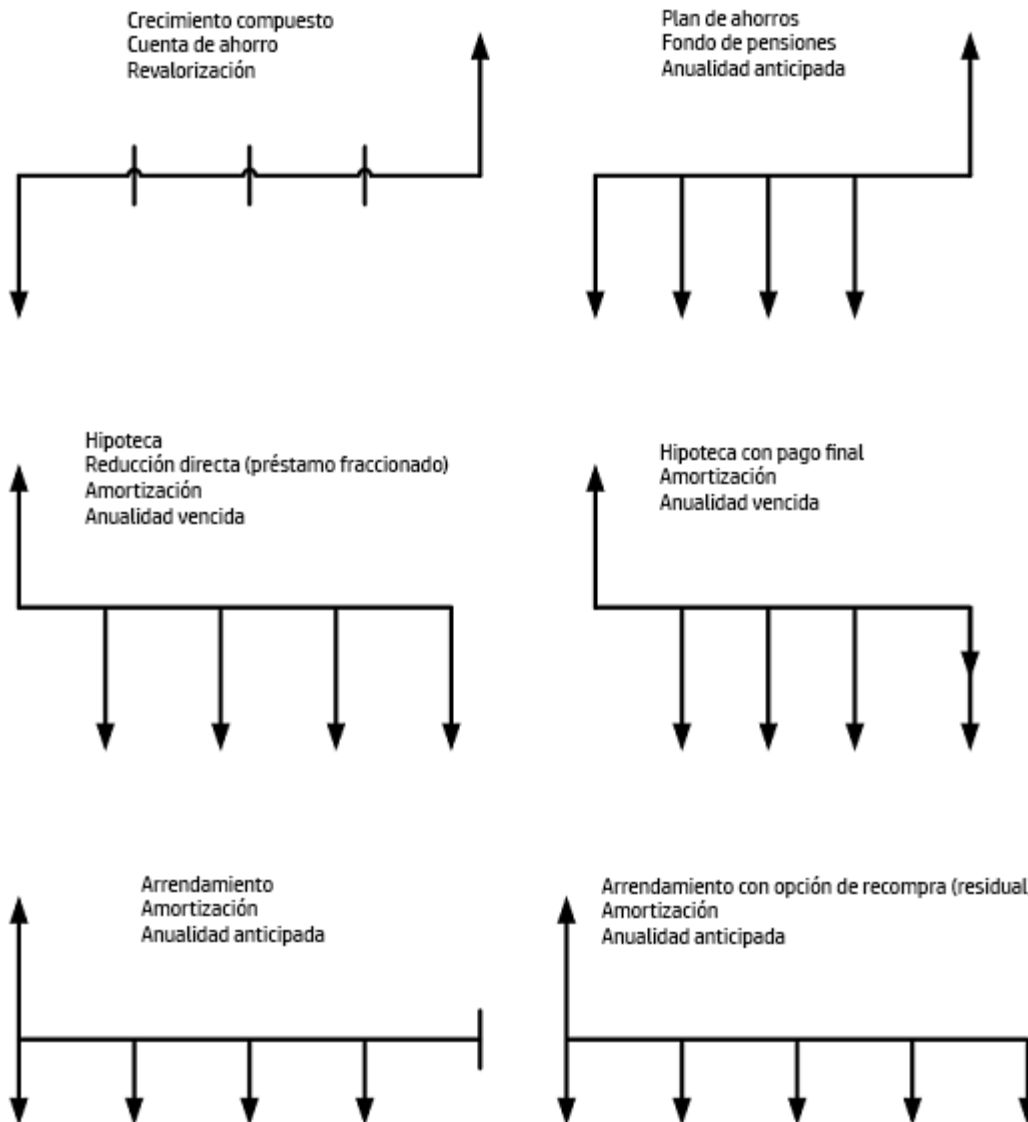 Crecimiento compuesto
Cuenta de ahorro
Revalorización
Plan de ahorros
Fondo de pensiones
Anualidad anticipada
Hipoteca
Reducción directa (préstamo fraccionado)
Amortización
Anualidad vencida
Hipoteca con pago final
Amortización
Anualidad vencida
Arrendamiento
Amortización
Anualidad anticipada
Arrendamiento con opción de recompra (residual
Amortización
Anualidad anticipada